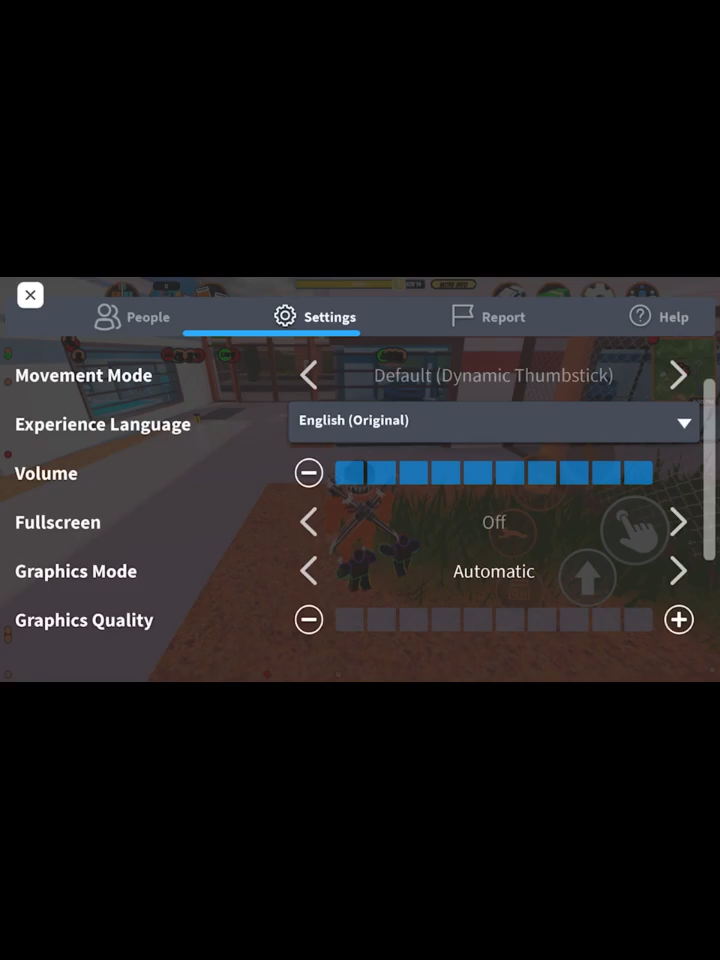 People
Settings
Report
Help
Movement Mode
Default (Dynamic Thumbstick)
Experience Language
English (Original)
Volume
Fullscreen
Off
Graphics Mode
Automatic
Graphics Quality